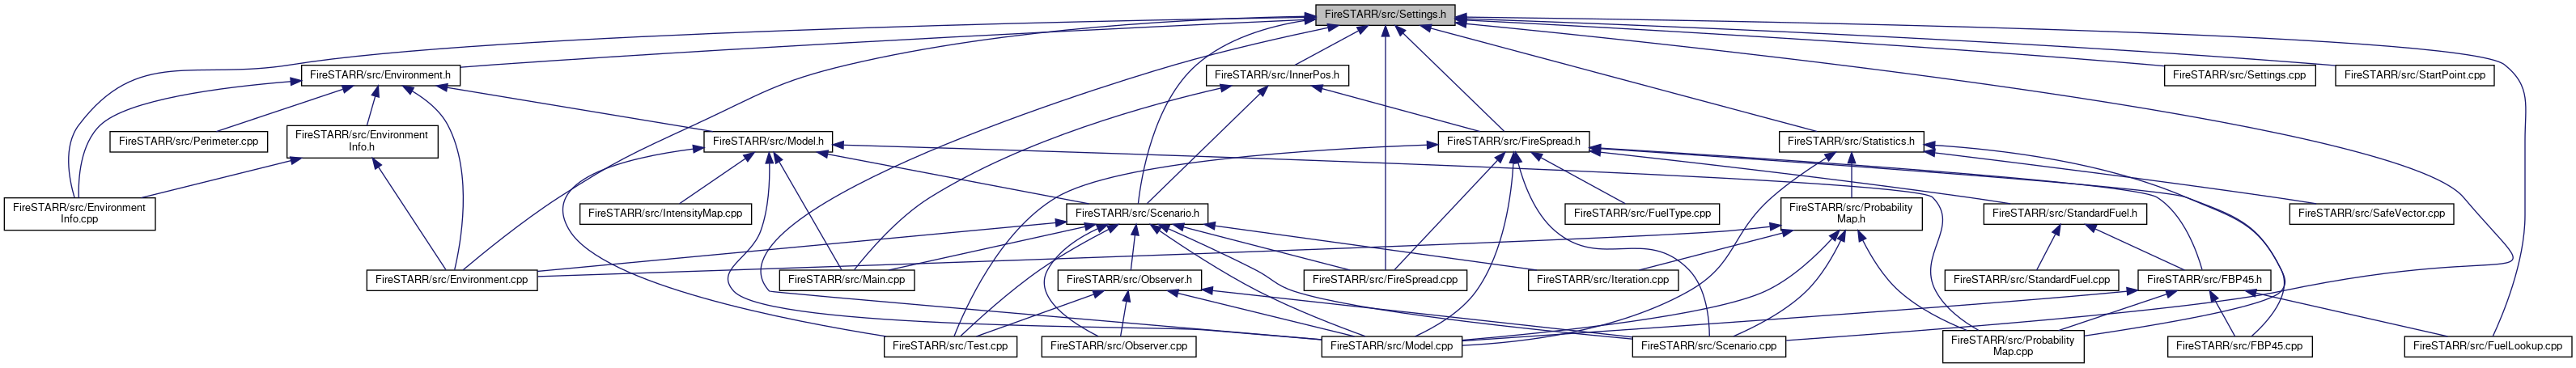 FireSTARR/src/Settings.h
FireSTARR/src/Environment.h
FireSTARR/src/InnerPos.h
FireSTARR/src/Settings.cpp
FireSTARR/src/StartPoint.cpp
FireSTARR/src/Perimeter.cpp
FireSTARR/src/Environment
Info.h
FireSTARR/src/Model.h
FireSTARR/src/FireSpread.h
FireSTARR/src/Statistics.h
FireSTARR/src/Environment
Info.cpp
FireSTARR/src/IntensityMap.cpp
FireSTARR/src/Scenario.h
FireSTARR/src/FuelType.cpp
FireSTARR/src/Probability
Map.h
FireSTARR/src/StandardFuel.h
FireSTARR/src/SafeVector.cpp
FireSTARR/src/Environment.cpp
FireSTARR/src/Main.cpp
FireSTARR/src/Observer.h
FireSTARR/src/FireSpread.cpp
FireSTARR/src/Iteration.cpp
FireSTARR/src/StandardFuel.cpp
FireSTARR/src/FBP45.h
FireSTARR/src/Test.cpp
FireSTARR/src/Observer.cpp
FireSTARR/src/Model.cpp
FireSTARR/src/Scenario.cpp
FireSTARR/src/Probability
Map.cpp
FireSTARR/src/FBP45.cpp
FireSTARR/src/FuelLookup.cpp